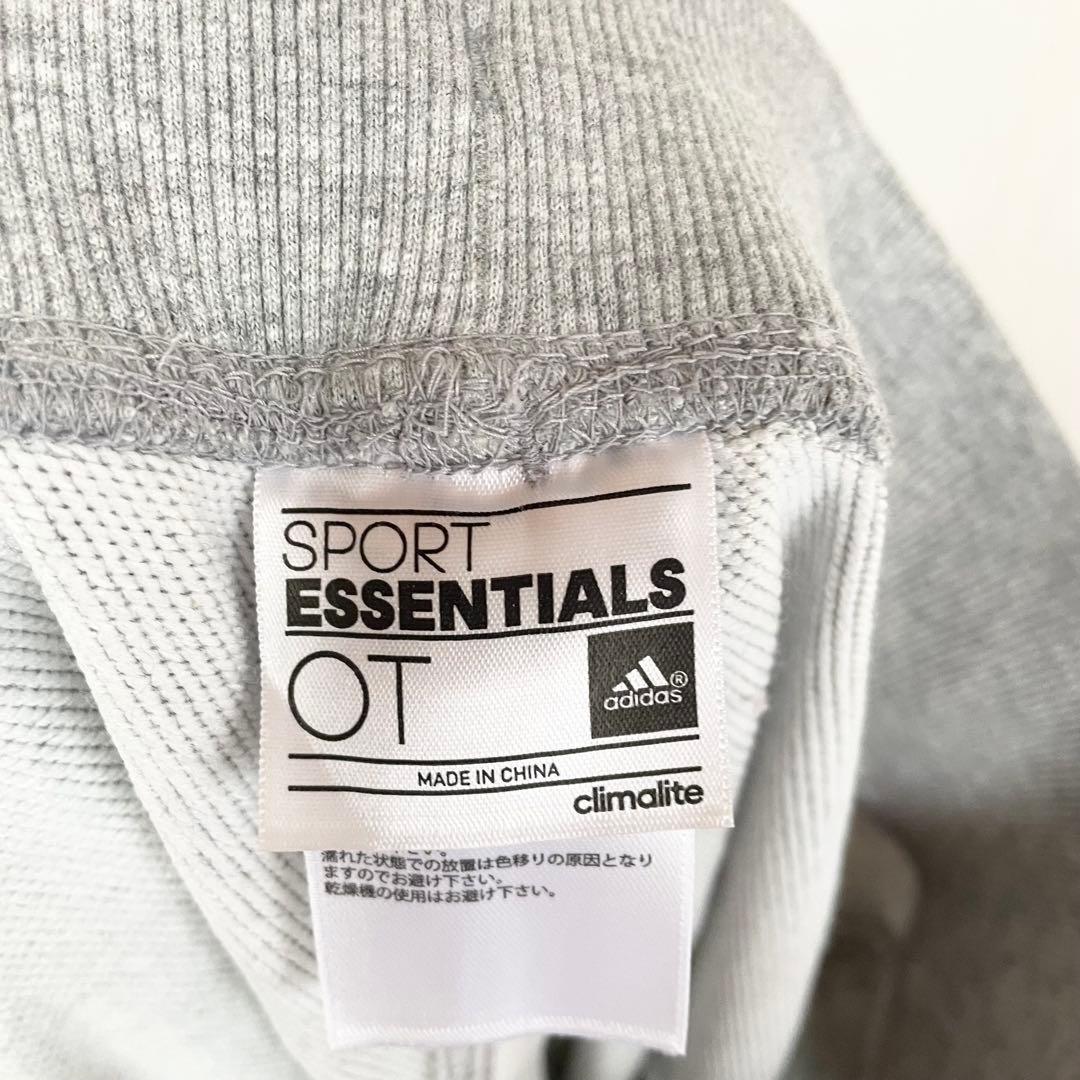 SPORT
ESSENTIALS
OT
adidas®
MADE IN CHINA
climalite
濡れた状態での放置は色移りの原因となり
ますのでお避け下さい。
乾燥機の使用はお避け下さい。